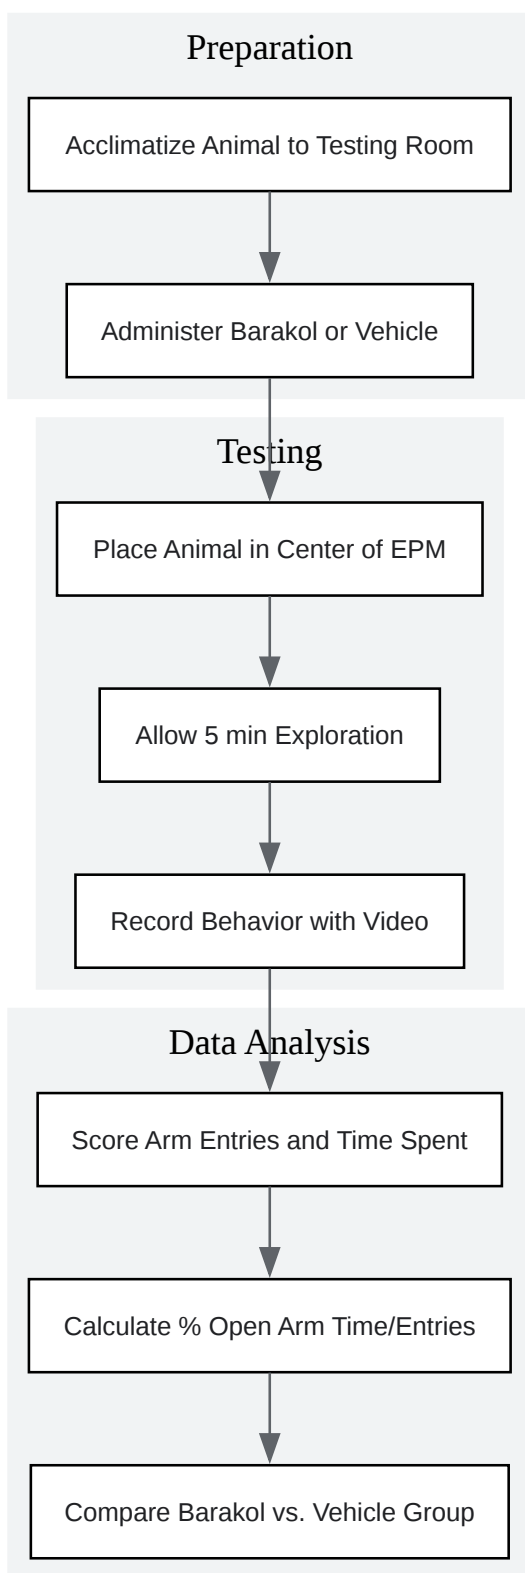 Preparation
Acclimatize Animal to Testing Room
Administer Barakol or Vehicle
Testing
Place Animal in Center of EPM
Allow 5 min Exploration
Record Behavior with Video
Data Analysis
Score Arm Entries and Time Spent
Calculate % Open Arm Time/Entries
Compare Barakol vs. Vehicle Group